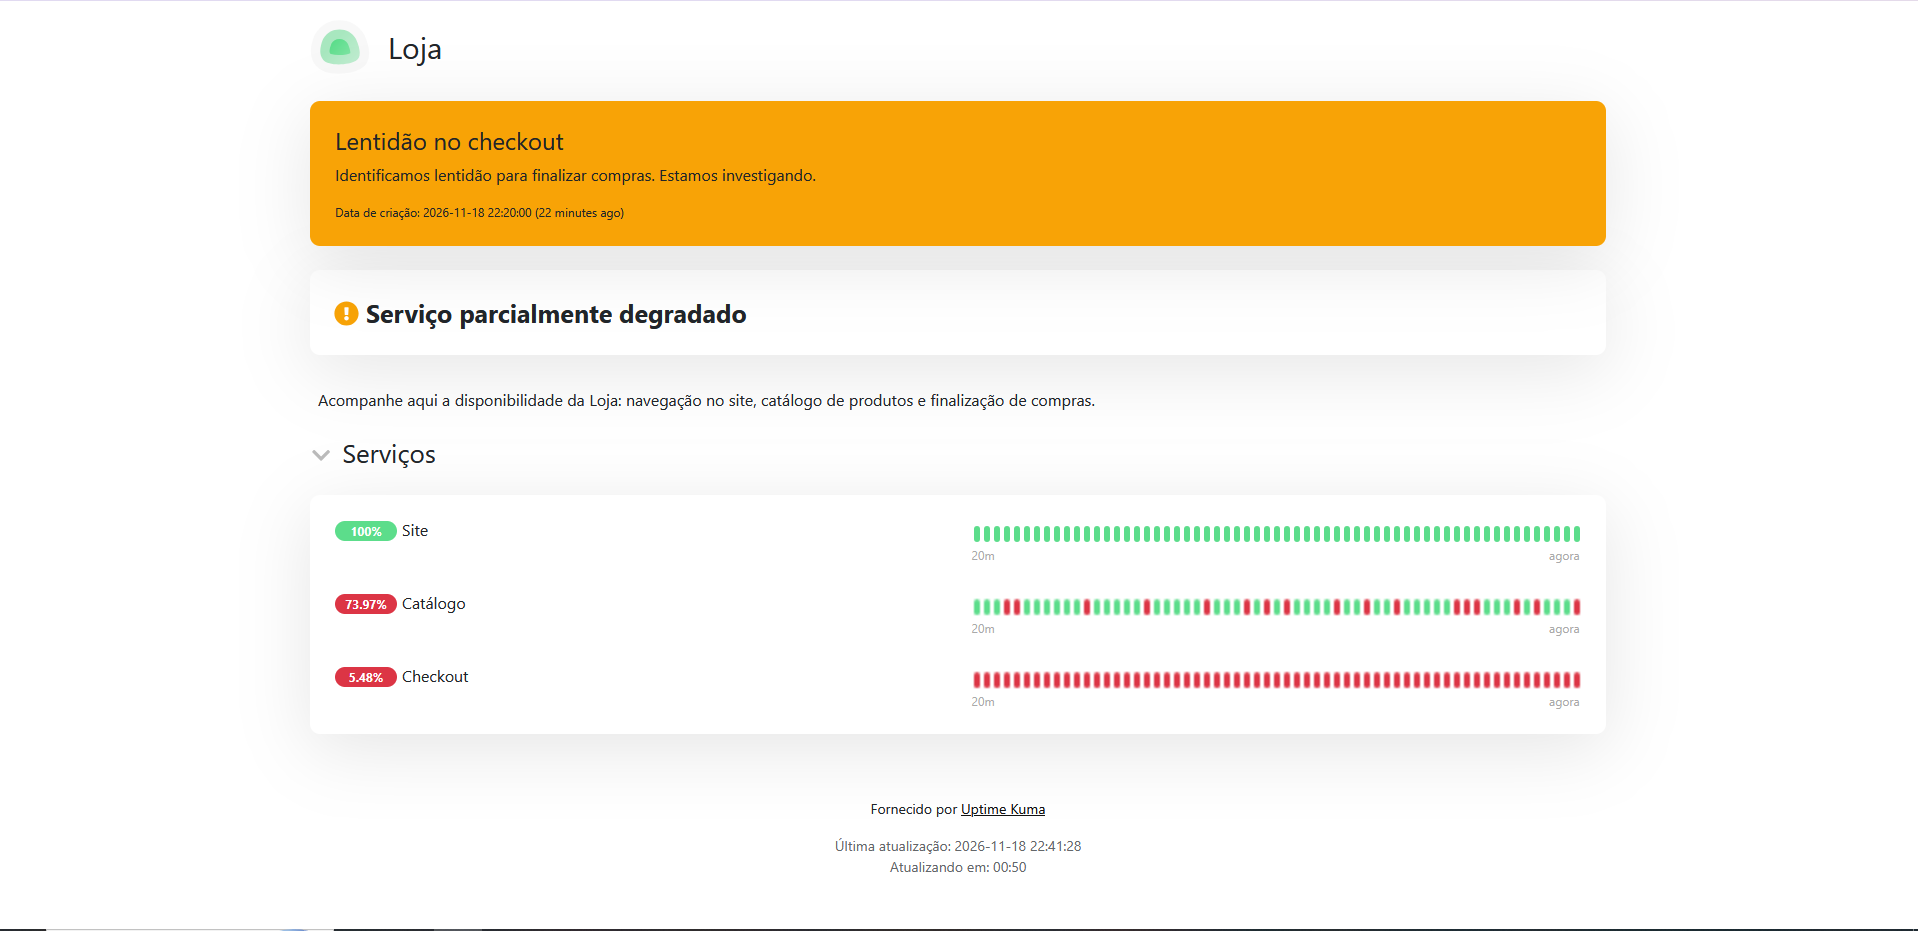 Loja
Lentidão no checkout
Identificamos lentidão para finalizar compras. Estamos investigando.
Data de criação: 2026-11-18 22:20:00 (22 minutes ago)
Serviço parcialmente degradado
Acompanhe aqui a disponibilidade da Loja: navegação no site, catálogo de produtos e finalização de compras.
Serviços
100% Site
20m agora
73.97% Catálogo
20m agora
5.48% Checkout
20m agora
Fornecido por Uptime Kuma
Última atualização: 2026-11-18 22:41:28
Atualizando em: 00:50